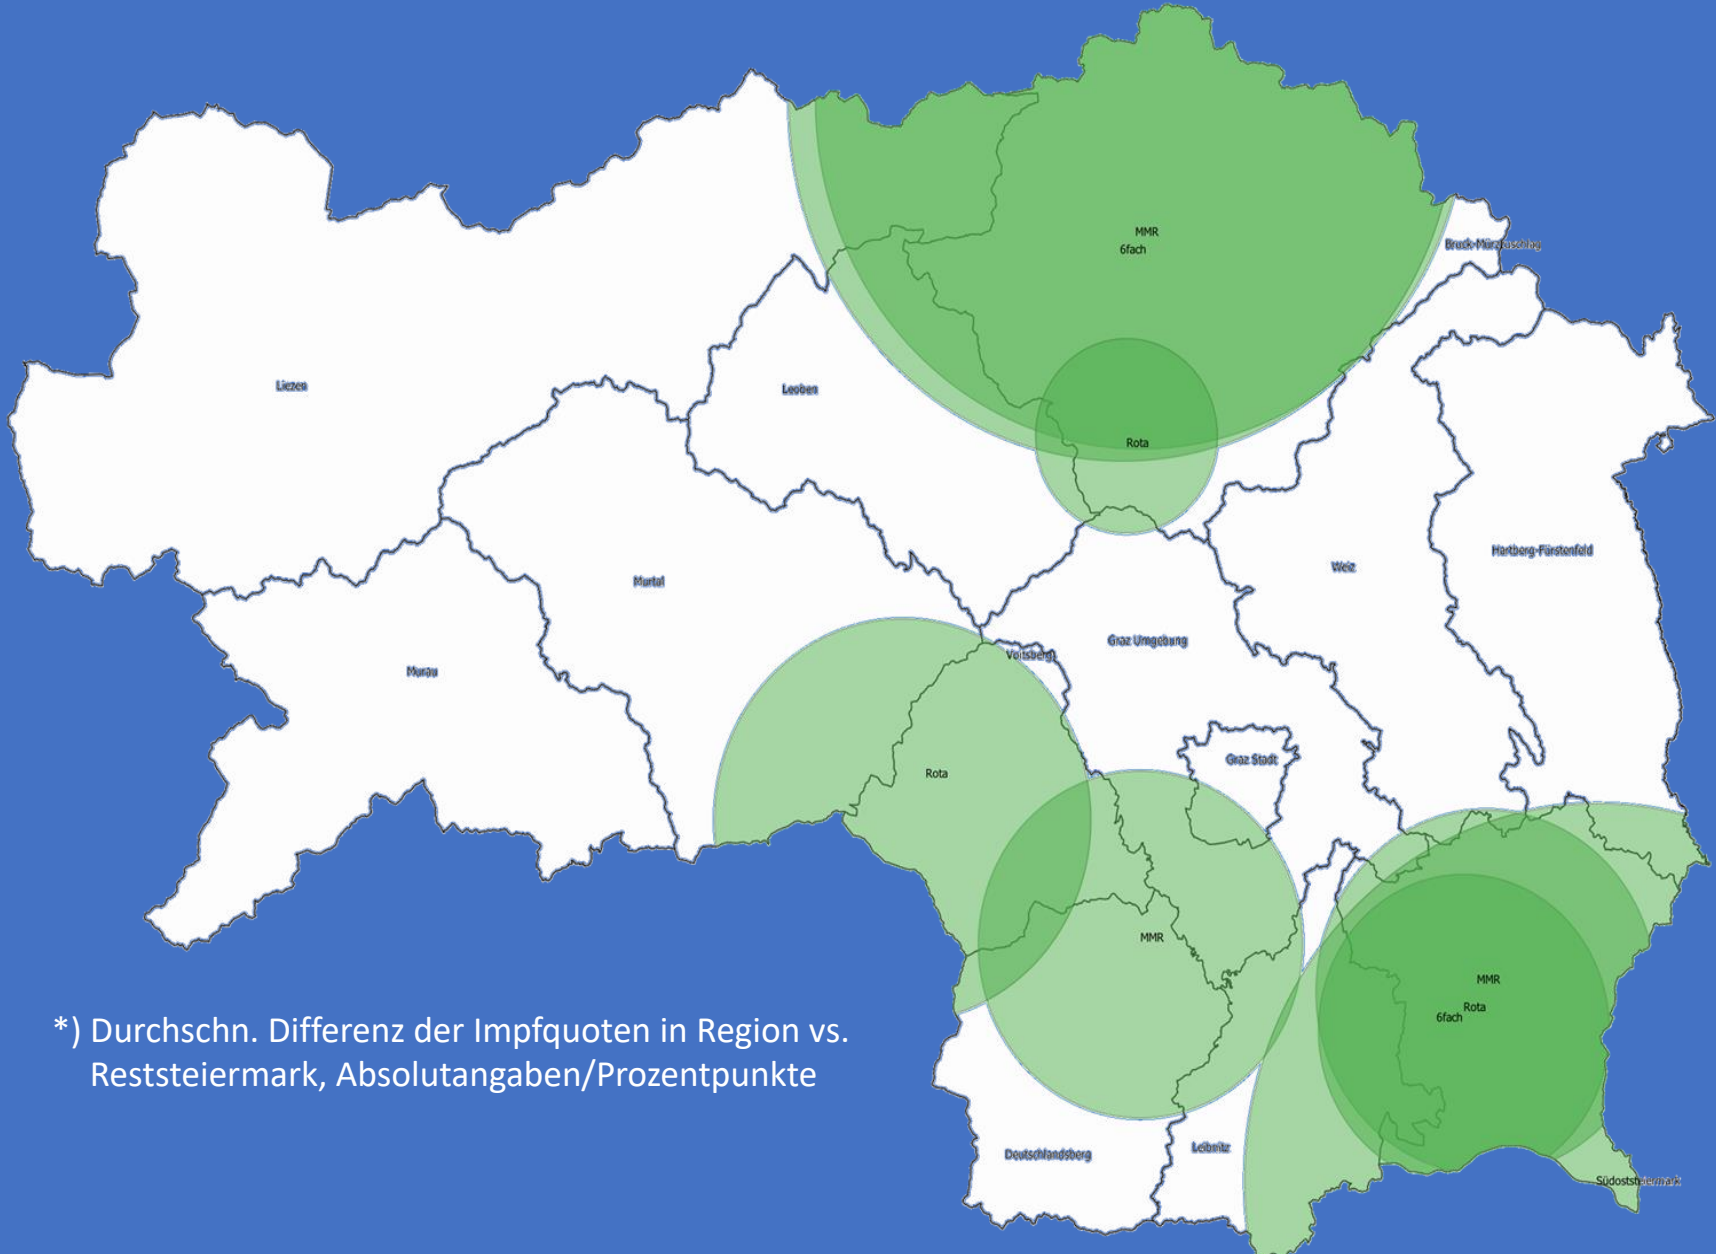 MMR
6fach
Bruck-Mürzzuschlag
Liezen
Leoben
Rota
Hartberg-Fürstenfeld
Weiz
Murtal
Graz Umgebung
Voitsberg
Murau
Graz Stadt
Rota
MMR
MMR
Rota
6fach
*) Durchschn. Differenz der Impfquoten in Region vs.
Reststeiermark, Absolutangaben/Prozentpunkte
Leibnitz
Deutschlandsberg
Südoststeiermark